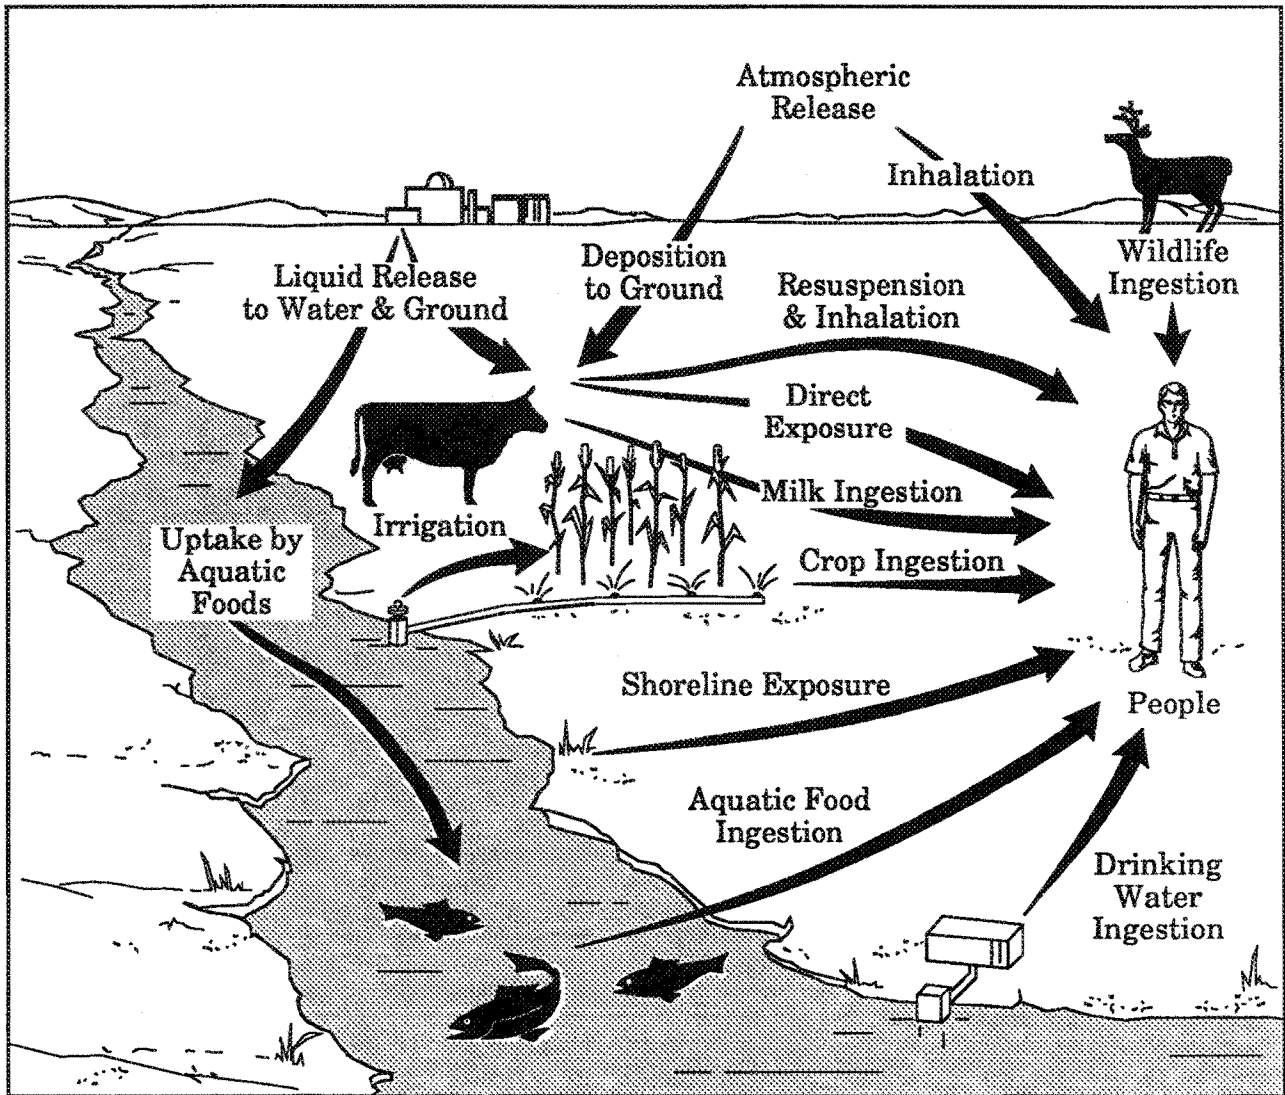 Atmospheric
Release
Inhalation
Wildlife
Ingestion
Deposition
to Ground
Liquid Release
to Water & Ground
Resuspension
& Inhalation
Direct
Exposure
Milk Ingestion
Irrigation
Uptake by
Aquatic
Foods
Crop Ingestion
Shoreline Exposure
People
Aquatic Food
Ingestion
Drinking
Water
Ingestion